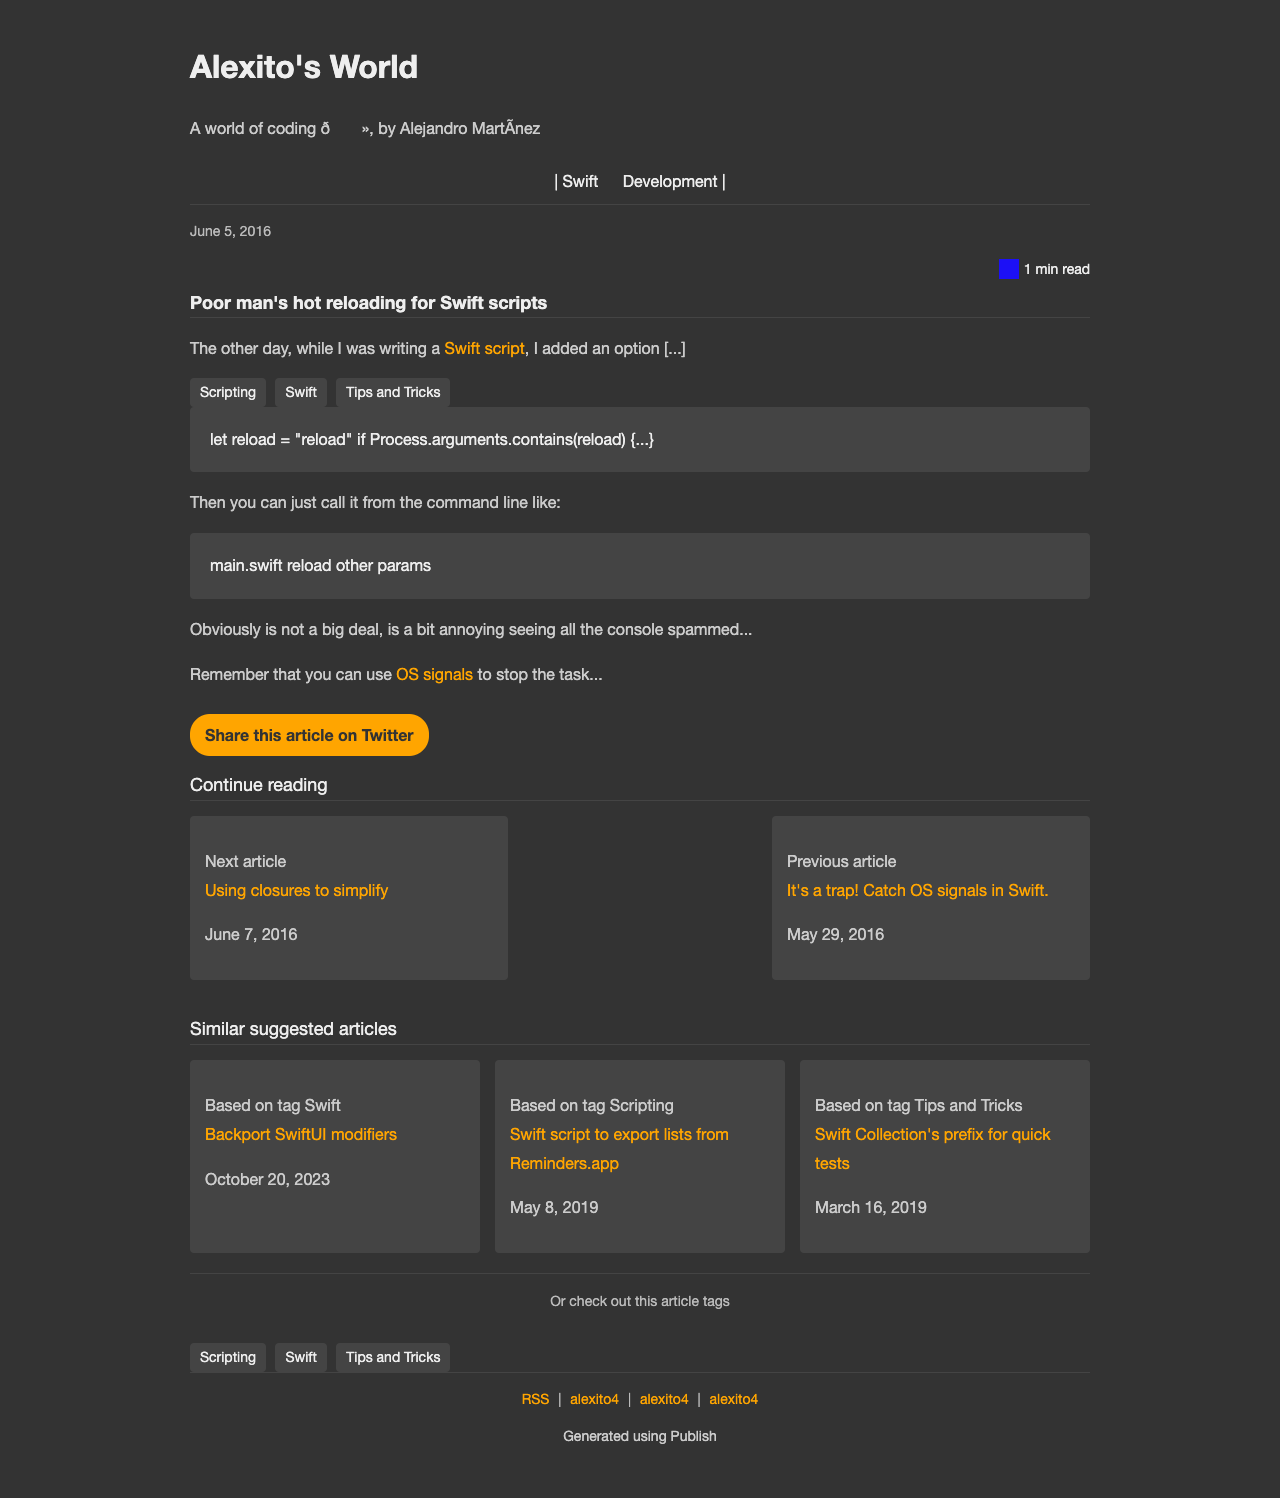 Alexito's World
A world of coding ð », by Alejandro MartÃnez
| Swift Development |
June 5, 2016
1 min read
Poor man's hot reloading for Swift scripts
The other day, while I was writing a Swift script, I added an option [...]
Scripting Swift Tips and Tricks
let reload = "reload" if Process.arguments.contains(reload) {...}
Then you can just call it from the command line like:
main.swift reload other params
Obviously is not a big deal, is a bit annoying seeing all the console spammed...
Remember that you can use OS signals to stop the task...
Share this article on Twitter
Continue reading
Next article
Using closures to simplify
June 7, 2016
Previous article
It's a trap! Catch OS signals in Swift.
May 29, 2016
Similar suggested articles
Based on tag Swift
Backport SwiftUI modifiers
October 20, 2023
Based on tag Scripting
Swift script to export lists from
Reminders.app
May 8, 2019
Based on tag Tips and Tricks
Swift Collection's prefix for quick
tests
March 16, 2019
Or check out this article tags
Scripting Swift Tips and Tricks
RSS | alexito4 | alexito4 | alexito4
Generated using Publish